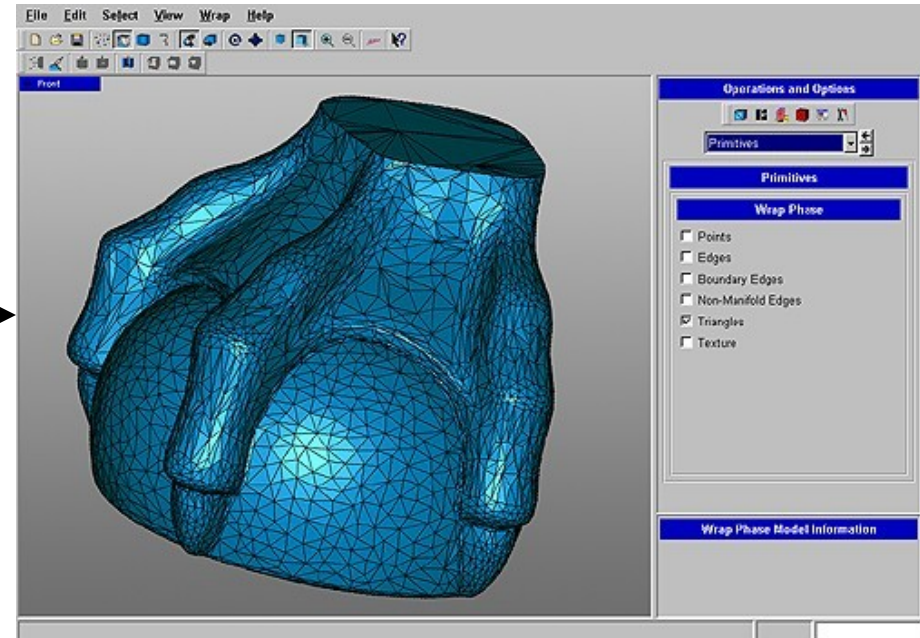 File Edit Select View Wrap Help
Front
Operations and Options
Primitives
Primitives
Wrap Phase
Points
Edges
Boundary Edges
Non-Manifold Edges
Triangles
Texture
Wrap Phase Model Information